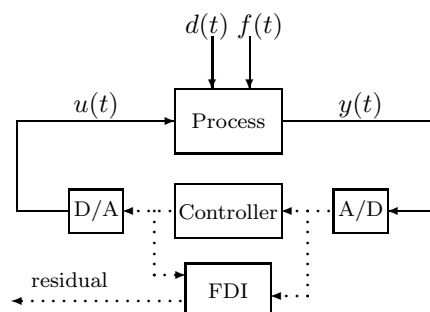 d(t) f(t)
u(t)
y(t)
Process
D/A
Controller
A/D
residual
FDI